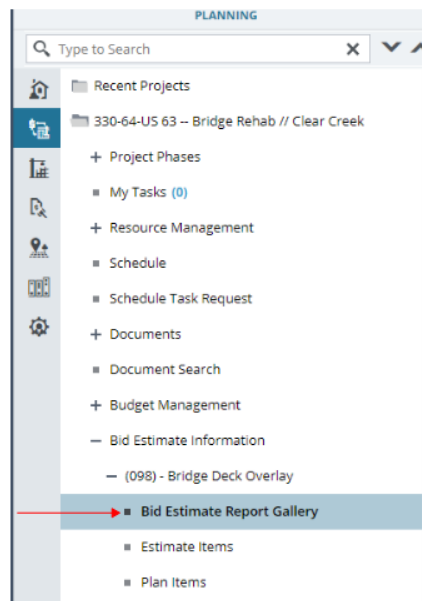 PLANNING
Type to Search
Recent Projects
330-64-US 63 -- Bridge Rehab // Clear Creek
Project Phases
My Tasks (0)
Resource Management
Schedule
Schedule Task Request
Documents
Document Search
Budget Management
Bid Estimate Information
(098) - Bridge Deck Overlay
Bid Estimate Report Gallery
Estimate Items
Plan Items